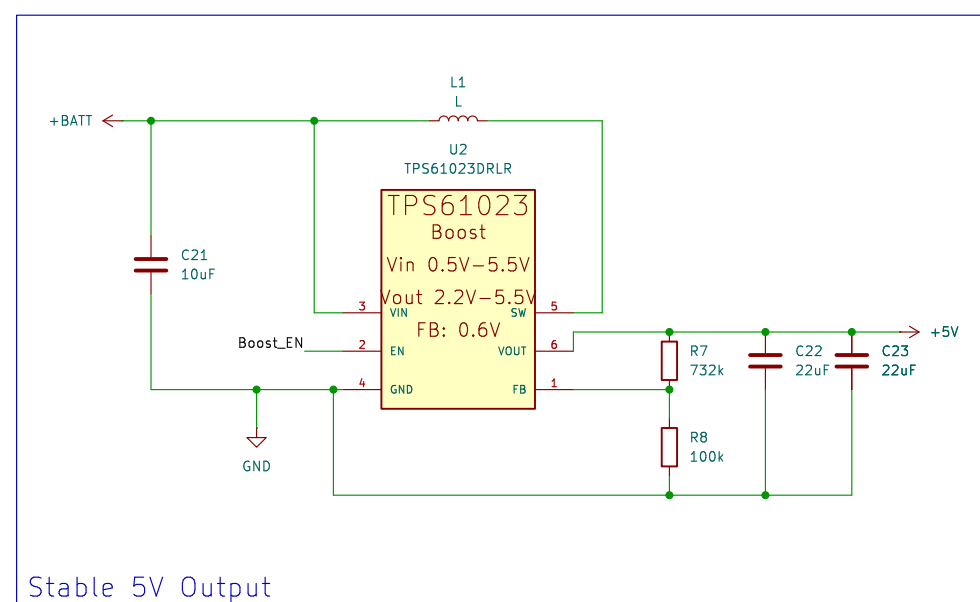 L1
L
+BATT
U2
TPS61023DRLR
TPS61023
Boost
Vin 0.5V-5.5V
Vout 2.2V-5.5V
FB: 0.6V
C21
10uF
3
VIN
5
SW
Boost_EN
2
EN
6
VOUT
4
GND
1
FB
+5V
R7
732k
C22
22uF
C23
22uF
R8
100k
GND
Stable 5V Output